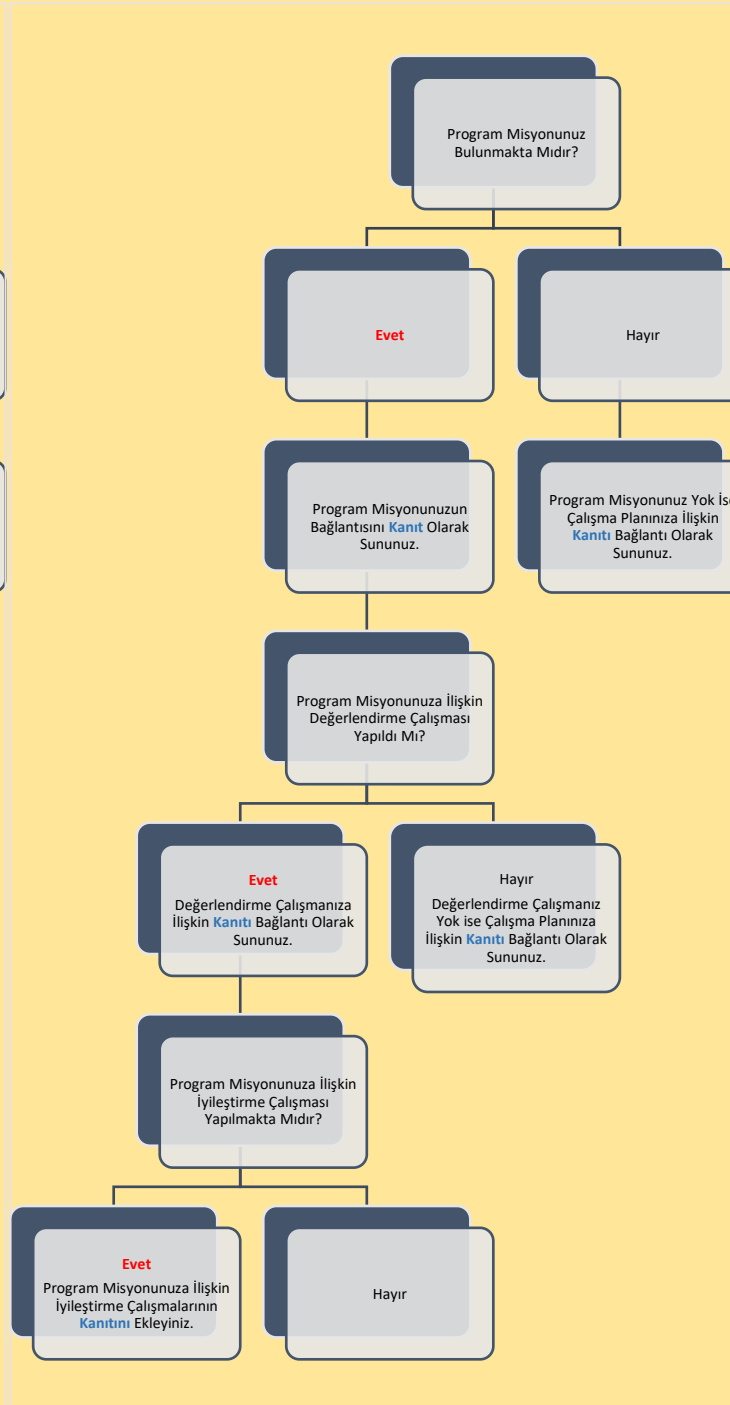 Program Misyonunuz
Bulunmakta Mıdır?
Evet
Hayır
Program Misyonunuzun
Bağlantısını Kanıt Olarak
Sununuz.
Program Misyonunuz Yok İse
Çalışma Planınıza İlişkin
Kanıtı Bağlantı Olarak
Sununuz.
Program Misyonunuza İlişkin
Değerlendirme Çalışması
Yapıldı Mı?
Evet
Değerlendirme Çalışmanıza
İlişkin Kanıtı Bağlantı Olarak
Sununuz.
Hayır
Değerlendirme Çalışmanız
Yok ise Çalışma Planınıza
İlişkin Kanıtı Bağlantı Olarak
Sununuz.
Program Misyonunuza İlişkin
İyileştirme Çalışması
Yapılmakta Mıdır?
Evet
Program Misyonunuza İlişkin
İyileştirme Çalışmalarının
Kanıtını Ekleyiniz.
Hayır